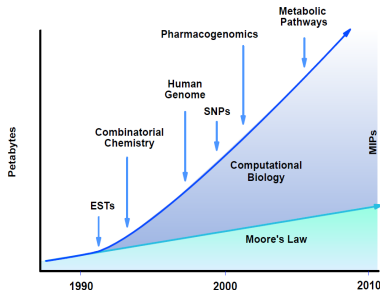 Metabolic
Pathways
Pharmacogenomics
Human
Genome
SNPs
Combinatorial
Chemistry
ESTs
Computational
Biology
Moore's Law
Petabytes
MIPs
1990
2000
2010